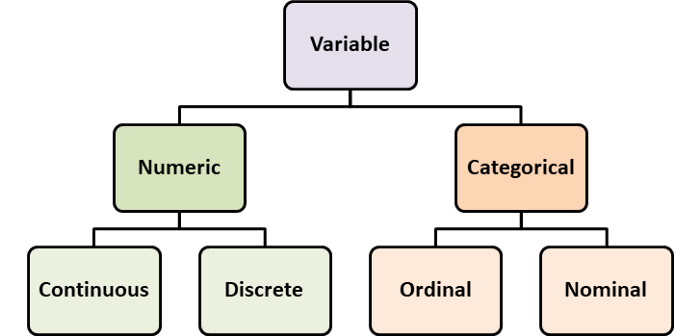 Variable
Numeric
Categorical
Continuous
Discrete
Ordinal
Nominal